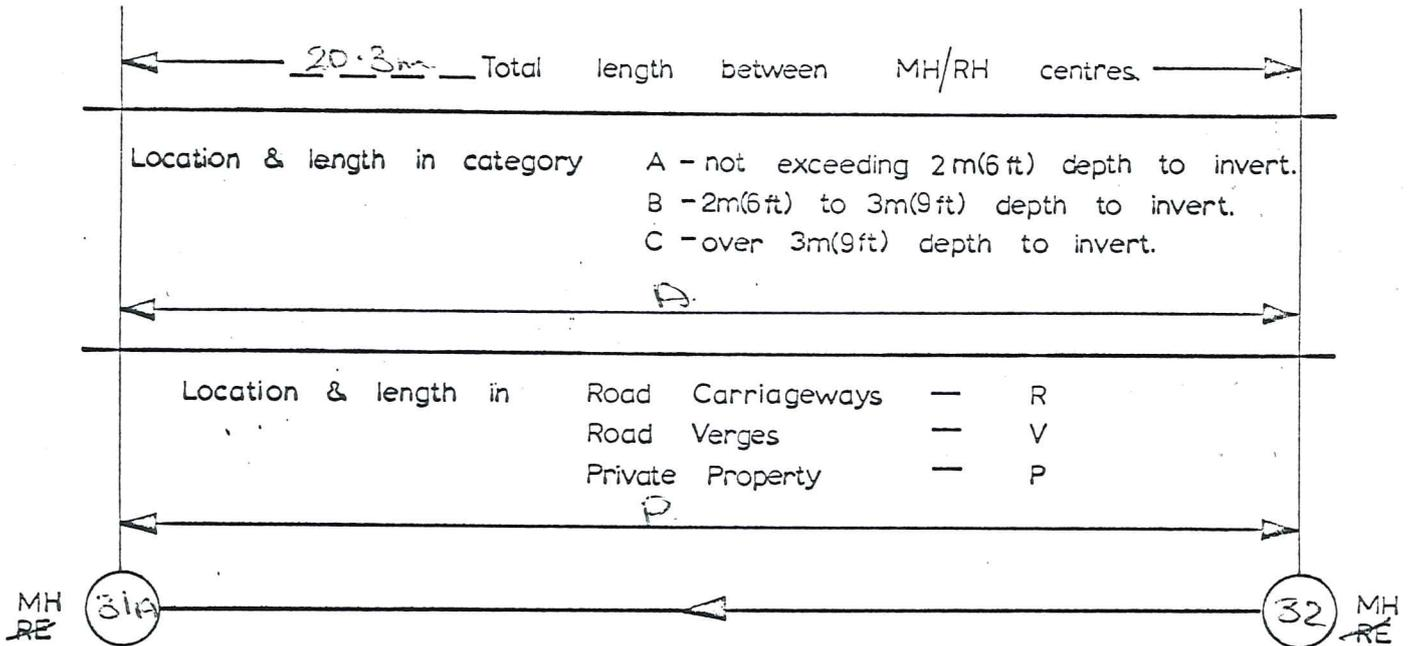 20.3m Total length between MH/RH centres.
Location & length in category A - not exceeding 2m(6ft) depth to invert.
B - 2m(6ft) to 3m(9ft) depth to invert.
C - over 3m(9ft) depth to invert.
A.
Location & length in Road Carriageways — R
Road Verges — V
Private Property — P
P.
MH 31A 32 MH
RE RE